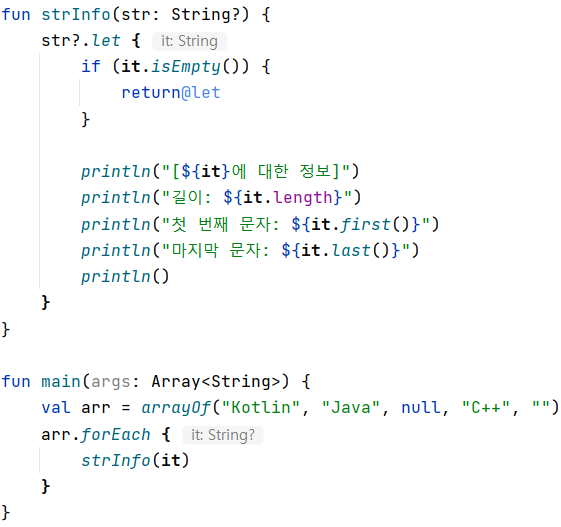 fun strInfo(str: String?) {
    str?.let { it: String
        if (it.isEmpty()) {
            return@let
        }

        println("[${it}에 대한 정보]")
        println("길이: ${it.length}")
        println("첫 번째 문자: ${it.first()}")
        println("마지막 문자: ${it.last()}")
        println()
    }
}

fun main(args: Array<String>) {
    val arr = arrayOf("Kotlin", "Java", null, "C++", "")
    arr.forEach { it: String?
        strInfo(it)
    }
}